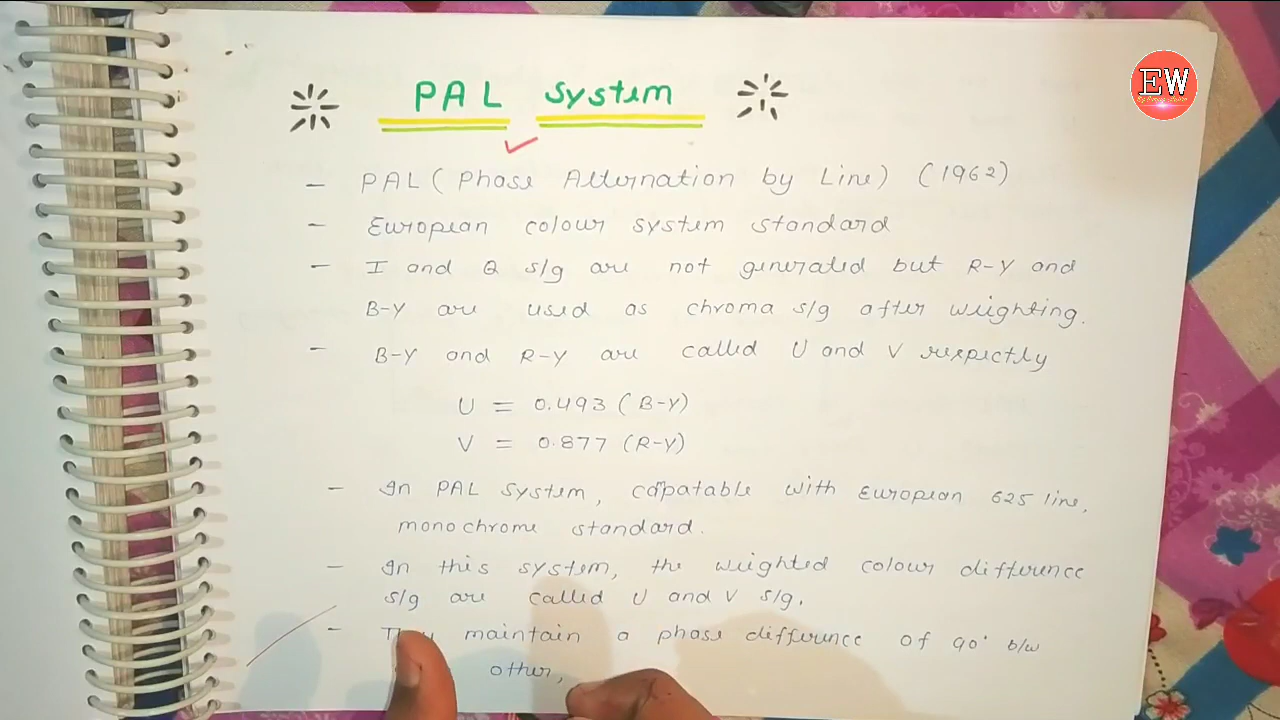 EW
PAL System
- PAL (Phase Alternation by Line) (1962)
- European colour system standard
- I and Q s/g are not generated but R-Y and
B-Y are used as chroma s/g after weighting.
- B-Y and R-Y are called U and V respectly
U = 0.493 (B-Y)
V = 0.877 (R-Y)
- In PAL System, copatable with European 625 line,
monochrome standard.
- In this system, the weighted colour difference
s/g are called U and V s/g.
- maintain a phase difference of 90° b/w
other,